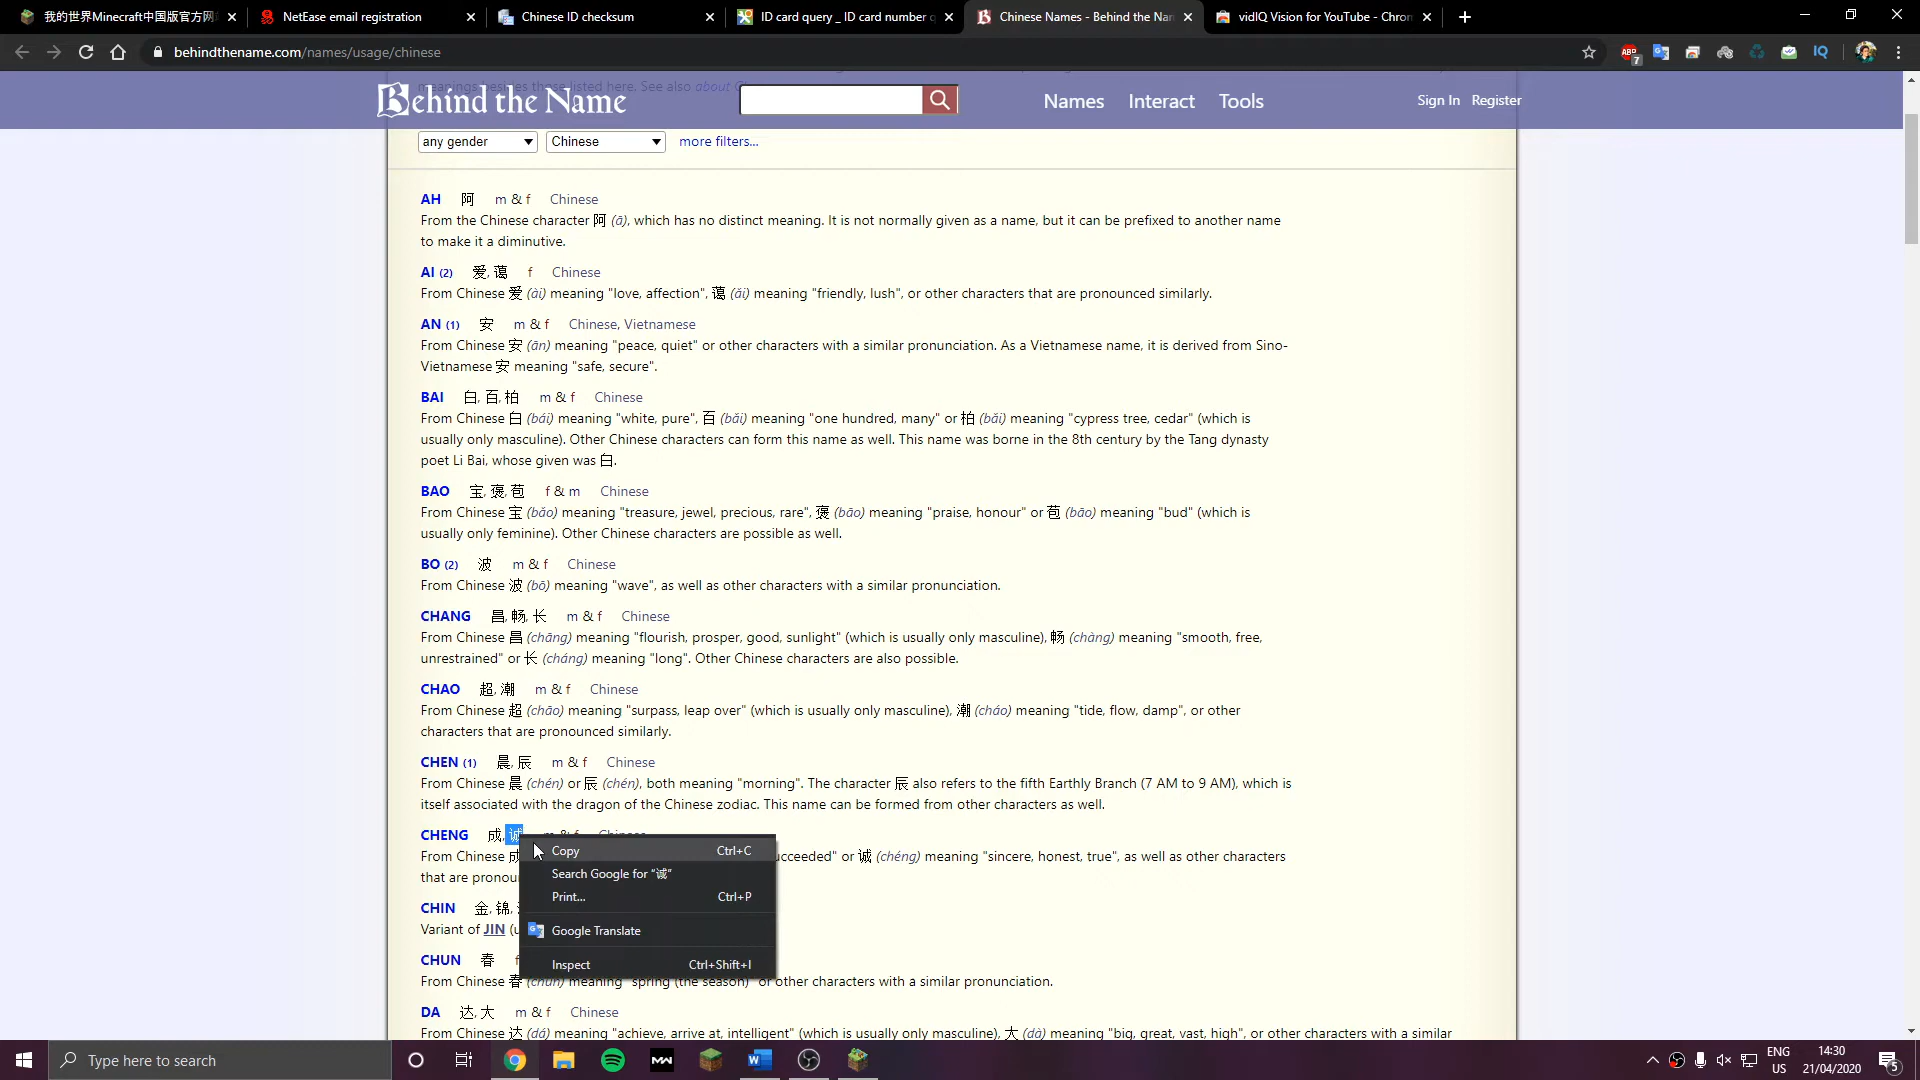 我的世界Minecraft中国版官方网
NetEase email registration
Chinese ID checksum
ID card query _ ID card number q
Chinese Names - Behind the Nam
vidIQ Vision for YouTube - Chrom
behindthename.com/names/usage/chinese
ABP
7
IQ
See also about
Behind the Name
Names
Interact
Tools
Sign In
Register
any gender
Chinese
more filters...
AH 阿 m & f Chinese
From the Chinese character 阿 (ā), which has no distinct meaning. It is not normally given as a name, but it can be prefixed to another name
to make it a diminutive.
AI (2) 爱, 蔼 f Chinese
From Chinese 爱 (ài) meaning "love, affection", 蔼 (ǎi) meaning "friendly, lush", or other characters that are pronounced similarly.
AN (1) 安 m & f Chinese, Vietnamese
From Chinese 安 (ān) meaning "peace, quiet" or other characters with a similar pronunciation. As a Vietnamese name, it is derived from Sino-
Vietnamese 安 meaning "safe, secure".
BAI 白, 百, 柏 m & f Chinese
From Chinese 白 (bái) meaning "white, pure", 百 (bǎi) meaning "one hundred, many" or 柏 (bǎi) meaning "cypress tree, cedar" (which is
usually only masculine). Other Chinese characters can form this name as well. This name was borne in the 8th century by the Tang dynasty
poet Li Bai, whose given was 白.
BAO 宝, 褒, 苞 f & m Chinese
From Chinese 宝 (bǎo) meaning "treasure, jewel, precious, rare", 褒 (bāo) meaning "praise, honour" or 苞 (bāo) meaning "bud" (which is
usually only feminine). Other Chinese characters are possible as well.
BO (2) 波 m & f Chinese
From Chinese 波 (bō) meaning "wave", as well as other characters with a similar pronunciation.
CHANG 昌, 畅, 长 m & f Chinese
From Chinese 昌 (chāng) meaning "flourish, prosper, good, sunlight" (which is usually only masculine), 畅 (chàng) meaning "smooth, free,
unrestrained" or 长 (cháng) meaning "long". Other Chinese characters are also possible.
CHAO 超, 潮 m & f Chinese
From Chinese 超 (chāo) meaning "surpass, leap over" (which is usually only masculine), 潮 (cháo) meaning "tide, flow, damp", or other
characters that are pronounced similarly.
CHEN (1) 晨, 辰 m & f Chinese
From Chinese 晨 (chén) or 辰 (chén), both meaning "morning". The character 辰 also refers to the fifth Earthly Branch (7 AM to 9 AM), which is
itself associated with the dragon of the Chinese zodiac. This name can be formed from other characters as well.
CHENG 成, 诚 m & f Chinese
From Chinese 成 ucceeded" or 诚 (chéng) meaning "sincere, honest, true", as well as other characters
that are pronou
Copy Ctrl+C
Search Google for “诚”
Print... Ctrl+P
Google Translate
Inspect Ctrl+Shift+I
CHIN 金, 锦,
Variant of JIN (u
CHUN 春 f
From Chinese 春 (chūn) meaning "spring (the season)" or other characters with a similar pronunciation.
DA 达, 大 m & f Chinese
From Chinese 达 (dá) meaning "achieve, arrive at, intelligent" (which is usually only masculine), 大 (dà) meaning "big, great, vast, high", or other characters with a similar
Type here to search
MW
W
ENG
US
14:30
21/04/2020
5